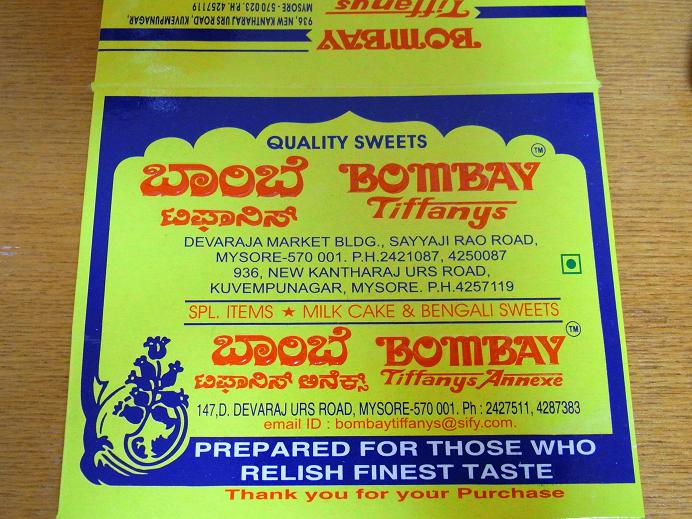 936, NEW KANTHARAJ URS ROAD, KUVEMPUNAGAR,
MYSORE - 570 023. P.H. 4257119
BOMBAY
Tiffanys
QUALITY SWEETS
ಬಾಂಬೆ BOMBAY TM
ಟಿಫಾನಿಸ್ Tiffanys
DEVARAJA MARKET BLDG., SAYYAJI RAO ROAD,
MYSORE-570 001. P.H.2421087, 4250087
936, NEW KANTHARAJ URS ROAD,
KUVEMPUNAGAR, MYSORE. P.H.4257119
SPL. ITEMS ★ MILK CAKE & BENGALI SWEETS
ಬಾಂಬೆ BOMBAY TM
ಟಿಫಾನಿಸ್ ಅನೆಕ್ಸ್ Tiffanys Annexe
147,D. DEVARAJ URS ROAD, MYSORE-570 001. Ph : 2427511, 4287383
email ID : bombaytiffanys@sify.com.
PREPARED FOR THOSE WHO
RELISH FINEST TASTE
Thank you for your Purchase